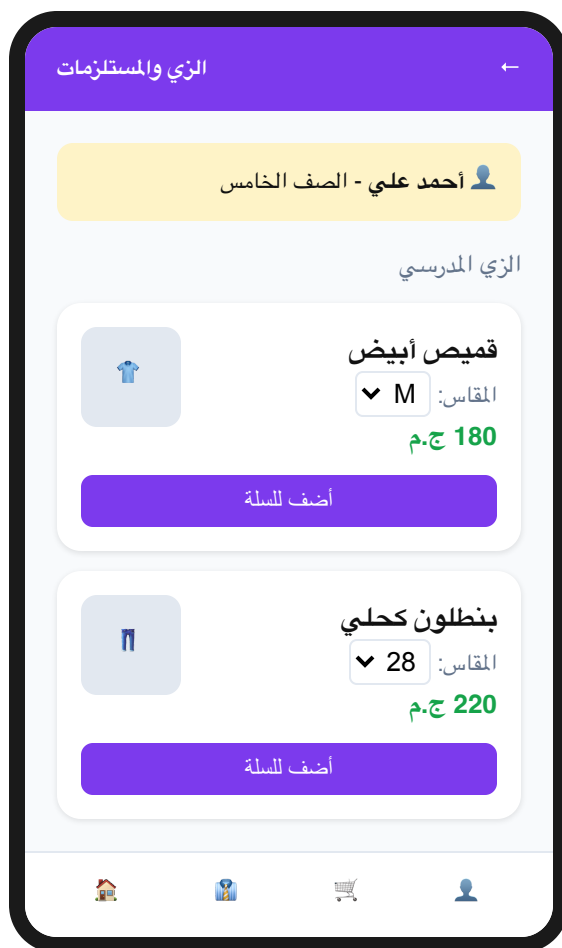 الزي والمستلزمات ←
👤 أحمد علي - الصف الخامس
الزي المدرسي
قميص أبيض
المقاس: M
180 ج.م
أضف للسلة
بنطلون كحلي
المقاس: 28
220 ج.م
أضف للسلة